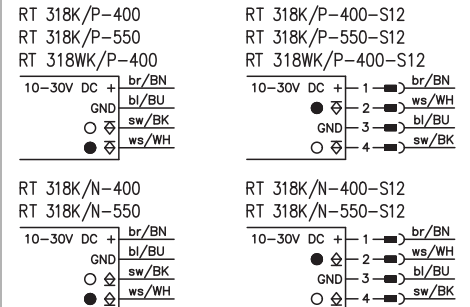 RT 318K/P-400
RT 318K/P-550
RT 318WK/P-400
10-30V DC + br/BN
GND bl/BU
sw/BK
ws/WH
RT 318K/P-400-S12
RT 318K/P-550-S12
RT 318WK/P-400-S12
10-30V DC + 1 br/BN
2 ws/WH
GND 3 bl/BU
4 sw/BK
RT 318K/N-400
RT 318K/N-550
10-30V DC + br/BN
GND bl/BU
sw/BK
ws/WH
RT 318K/N-400-S12
RT 318K/N-550-S12
10-30V DC + 1 br/BN
2 ws/WH
GND 3 bl/BU
4 sw/BK